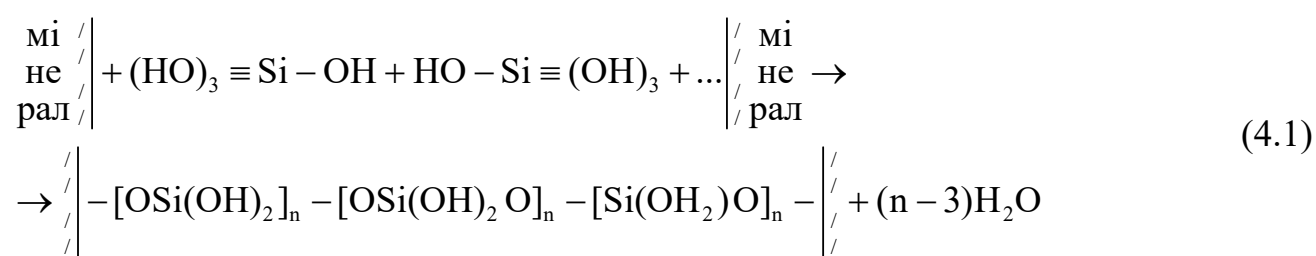 мі не рал + (HO)₃ ≡ Si – OH + HO – Si ≡ (OH)₃ + ... мі не рал →
→ –[OSi(OH)₂]ₙ –[OSi(OH)₂ O]ₙ –[Si(OH₂)O]ₙ – + (n – 3)H₂O
(4.1)